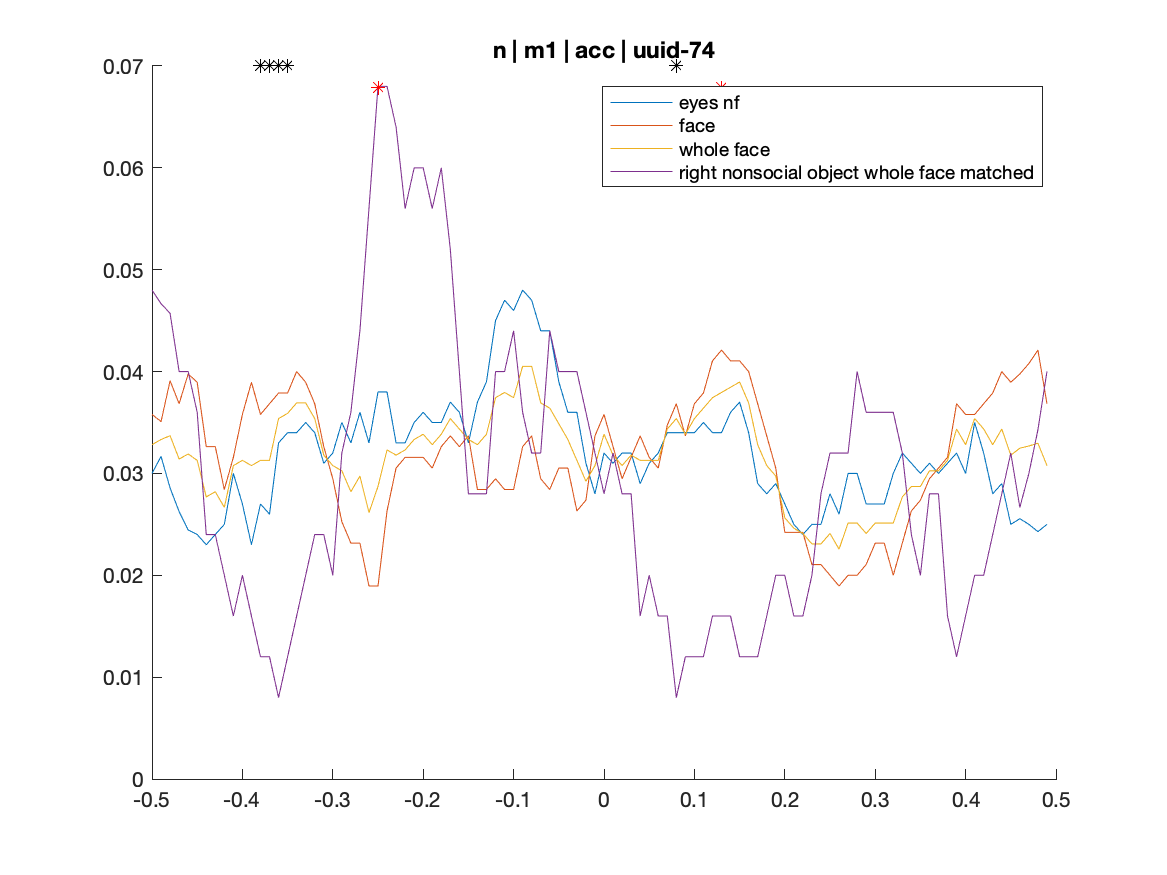 n | m1 | acc | uuid-74
0.07
0.06
0.05
0.04
0.03
0.02
0.01
0
eyes nf
face
whole face
right nonsocial object whole face matched
-0.5 -0.4 -0.3 -0.2 -0.1 0 0.1 0.2 0.3 0.4 0.5